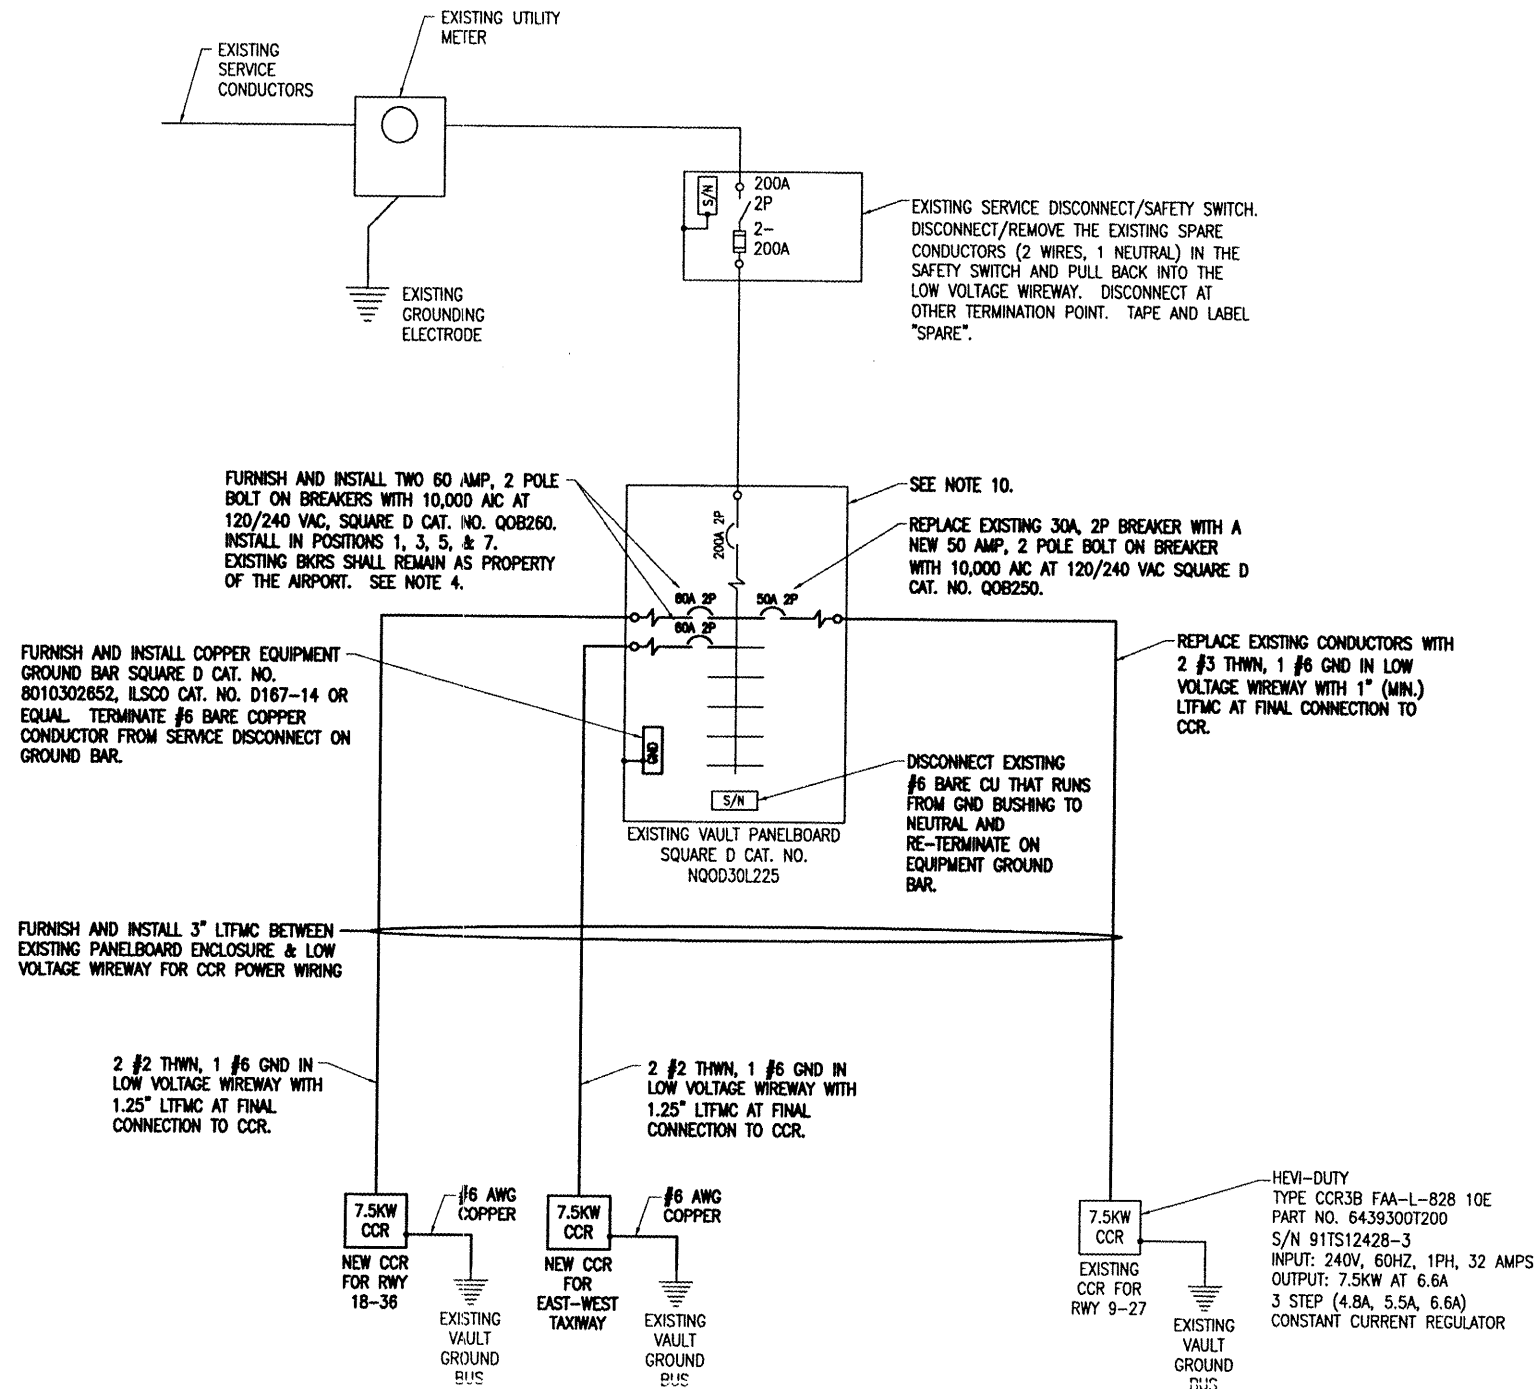 EXISTING UTILITY
METER
EXISTING
SERVICE
CONDUCTORS
S/N
200A
2P
2-
200A
EXISTING SERVICE DISCONNECT/SAFETY SWITCH.
DISCONNECT/REMOVE THE EXISTING SPARE
CONDUCTORS (2 WIRES, 1 NEUTRAL) IN THE
SAFETY SWITCH AND PULL BACK INTO THE
LOW VOLTAGE WIREWAY. DISCONNECT AT
OTHER TERMINATION POINT. TAPE AND LABEL
"SPARE".
EXISTING
GROUNDING
ELECTRODE
FURNISH AND INSTALL TWO 60 AMP, 2 POLE
BOLT ON BREAKERS WITH 10,000 AIC AT
120/240 VAC, SQUARE D CAT. NO. QOB260.
INSTALL IN POSITIONS 1, 3, 5, & 7.
EXISTING BKRS SHALL REMAIN AS PROPERTY
OF THE AIRPORT. SEE NOTE 4.
SEE NOTE 10.
REPLACE EXISTING 30A, 2P BREAKER WITH A
NEW 50 AMP, 2 POLE BOLT ON BREAKER
WITH 10,000 AIC AT 120/240 VAC SQUARE D
CAT. NO. QOB250.
200A 2P
60A 2P
50A 2P
60A 2P
FURNISH AND INSTALL COPPER EQUIPMENT
GROUND BAR SQUARE D CAT. NO.
8010302652, ILSCO CAT. NO. D167-14 OR
EQUAL. TERMINATE #6 BARE COPPER
CONDUCTOR FROM SERVICE DISCONNECT ON
GROUND BAR.
REPLACE EXISTING CONDUCTORS WITH
2 #3 THWN, 1 #6 GND IN LOW
VOLTAGE WIREWAY WITH 1" (MIN.)
LTFMC AT FINAL CONNECTION TO
CCR.
GND
S/N
DISCONNECT EXISTING
#6 BARE CU THAT RUNS
FROM GND BUSHING TO
NEUTRAL AND
RE-TERMINATE ON
EQUIPMENT GROUND
BAR.
EXISTING VAULT PANELBOARD
SQUARE D CAT. NO.
NQOD30L225
FURNISH AND INSTALL 3" LTFMC BETWEEN
EXISTING PANELBOARD ENCLOSURE & LOW
VOLTAGE WIREWAY FOR CCR POWER WIRING
2 #2 THWN, 1 #6 GND IN
LOW VOLTAGE WIREWAY WITH
1.25" LTFMC AT FINAL
CONNECTION TO CCR.
2 #2 THWN, 1 #6 GND IN
LOW VOLTAGE WIREWAY WITH
1.25" LTFMC AT FINAL
CONNECTION TO CCR.
7.5KW
CCR
#6 AWG
COPPER
NEW CCR
FOR RWY
18-36
EXISTING
VAULT
GROUND
BUS
7.5KW
CCR
#6 AWG
COPPER
NEW CCR
FOR
EAST-WEST
TAXIWAY
EXISTING
VAULT
GROUND
BUS
7.5KW
CCR
EXISTING
CCR FOR
RWY 9-27
EXISTING
VAULT
GROUND
BUS
HEVI-DUTY
TYPE CCR3B FAA-L-828 10E
PART NO. 6439300T200
S/N 91TS12428-3
INPUT: 240V, 60HZ, 1PH, 32 AMPS
OUTPUT: 7.5KW AT 6.6A
3 STEP (4.8A, 5.5A, 6.6A)
CONSTANT CURRENT REGULATOR